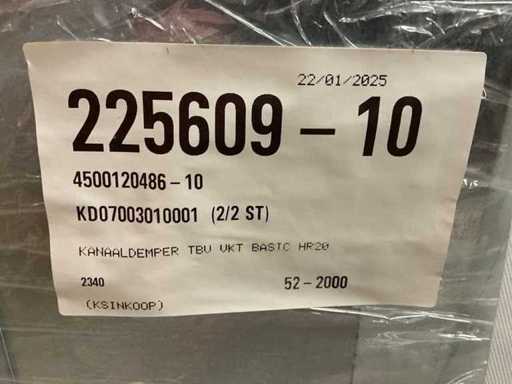 22/01/2025
225609-10
4500120486-10
KD07003010001 (2/2 ST)
KANAALDEMPER TBV VKT BASIC HR20
2340 52-2000
(KSINKOOP)